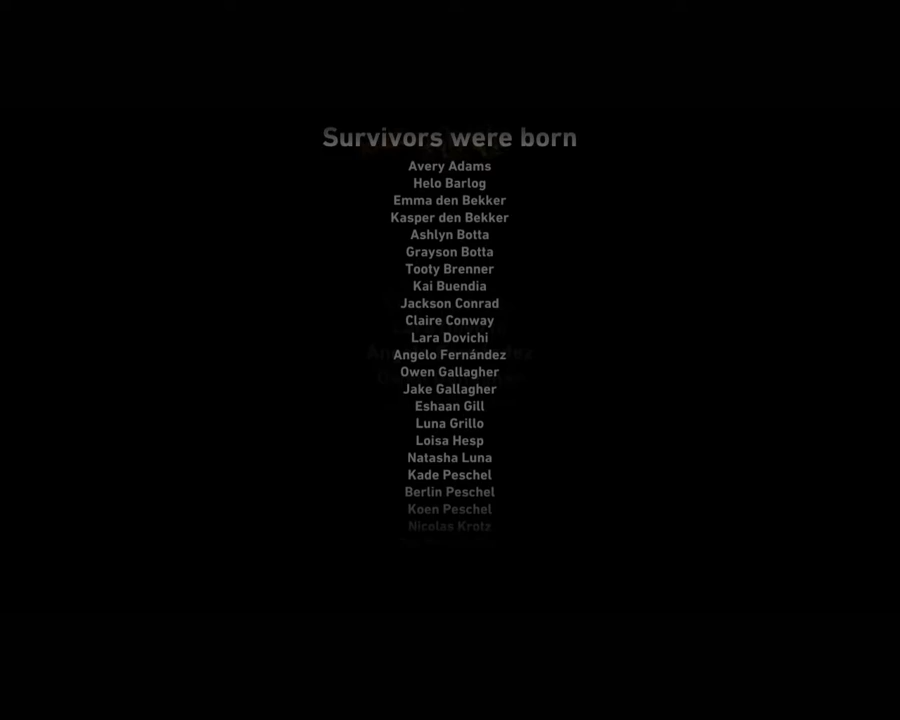 Survivors were born
Avery Adams
Helo Barlog
Emma den Bekker
Kasper den Bekker
Ashlyn Botta
Grayson Botta
Tooty Brenner
Kai Buendia
Jackson Conrad
Claire Conway
Lara Dovichi
Angelo Fernández
Owen Gallagher
Jake Gallagher
Eshaan Gill
Luna Grillo
Loisa Hesp
Natasha Luna
Kade Peschel
Berlin Peschel
Koen Peschel
Nicolas Krotz